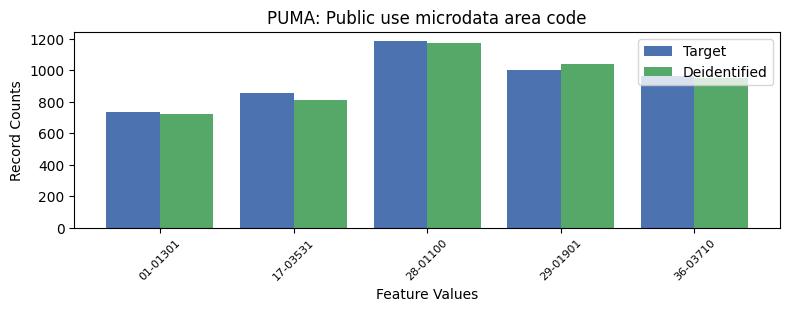 PUMA: Public use microdata area code
1200
1000
800
600
400
200
0
Record Counts
Target
Deidentified
01-01301
17-03531
28-01100
29-01901
36-03710
Feature Values